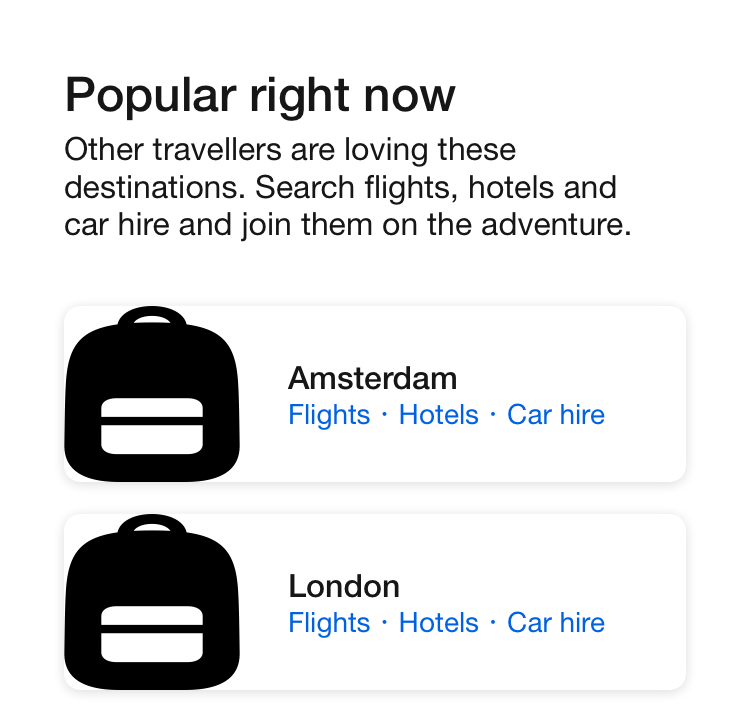 Popular right now
Other travellers are loving these
destinations. Search flights, hotels and
car hire and join them on the adventure.
Amsterdam
Flights · Hotels · Car hire
London
Flights · Hotels · Car hire